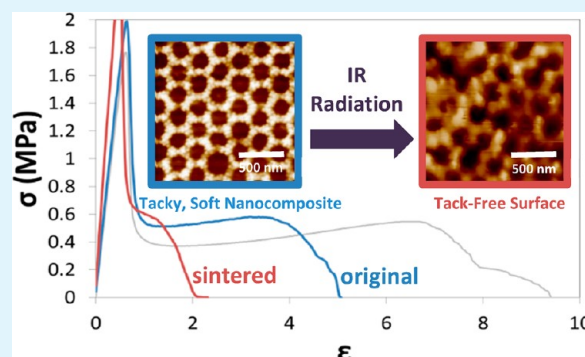 2
1.8
1.6
1.4
1.2
1
0.8
0.6
0.4
0.2
0
σ (MPa)
IR
Radiation
500 nm
500 nm
Tacky, Soft Nanocomposite
Tack-Free Surface
sintered
original
0 2 4 6 8 10
ε